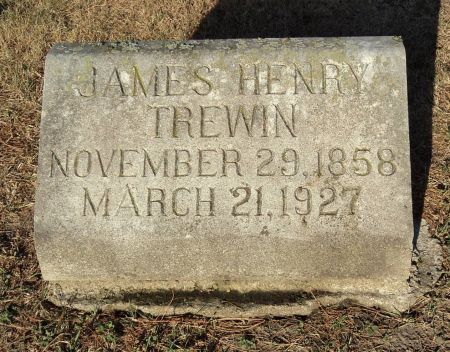 JAMES HENRY
TREWIN
NOVEMBER 29, 1858
MARCH 21, 1927